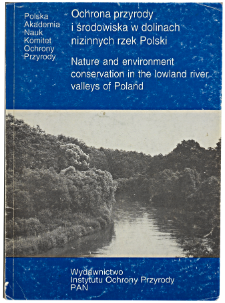 Polska
Akademia
Nauk
Komitet
Ochrony
Przyrody
Ochrona przyrody
i środowiska w dolinach
nizinnych rzek Polski
Nature and environment
conservation in the lowland river
valleys of Poland
Wydawnictwo
Instytutu Ochrony Przyrody
PAN